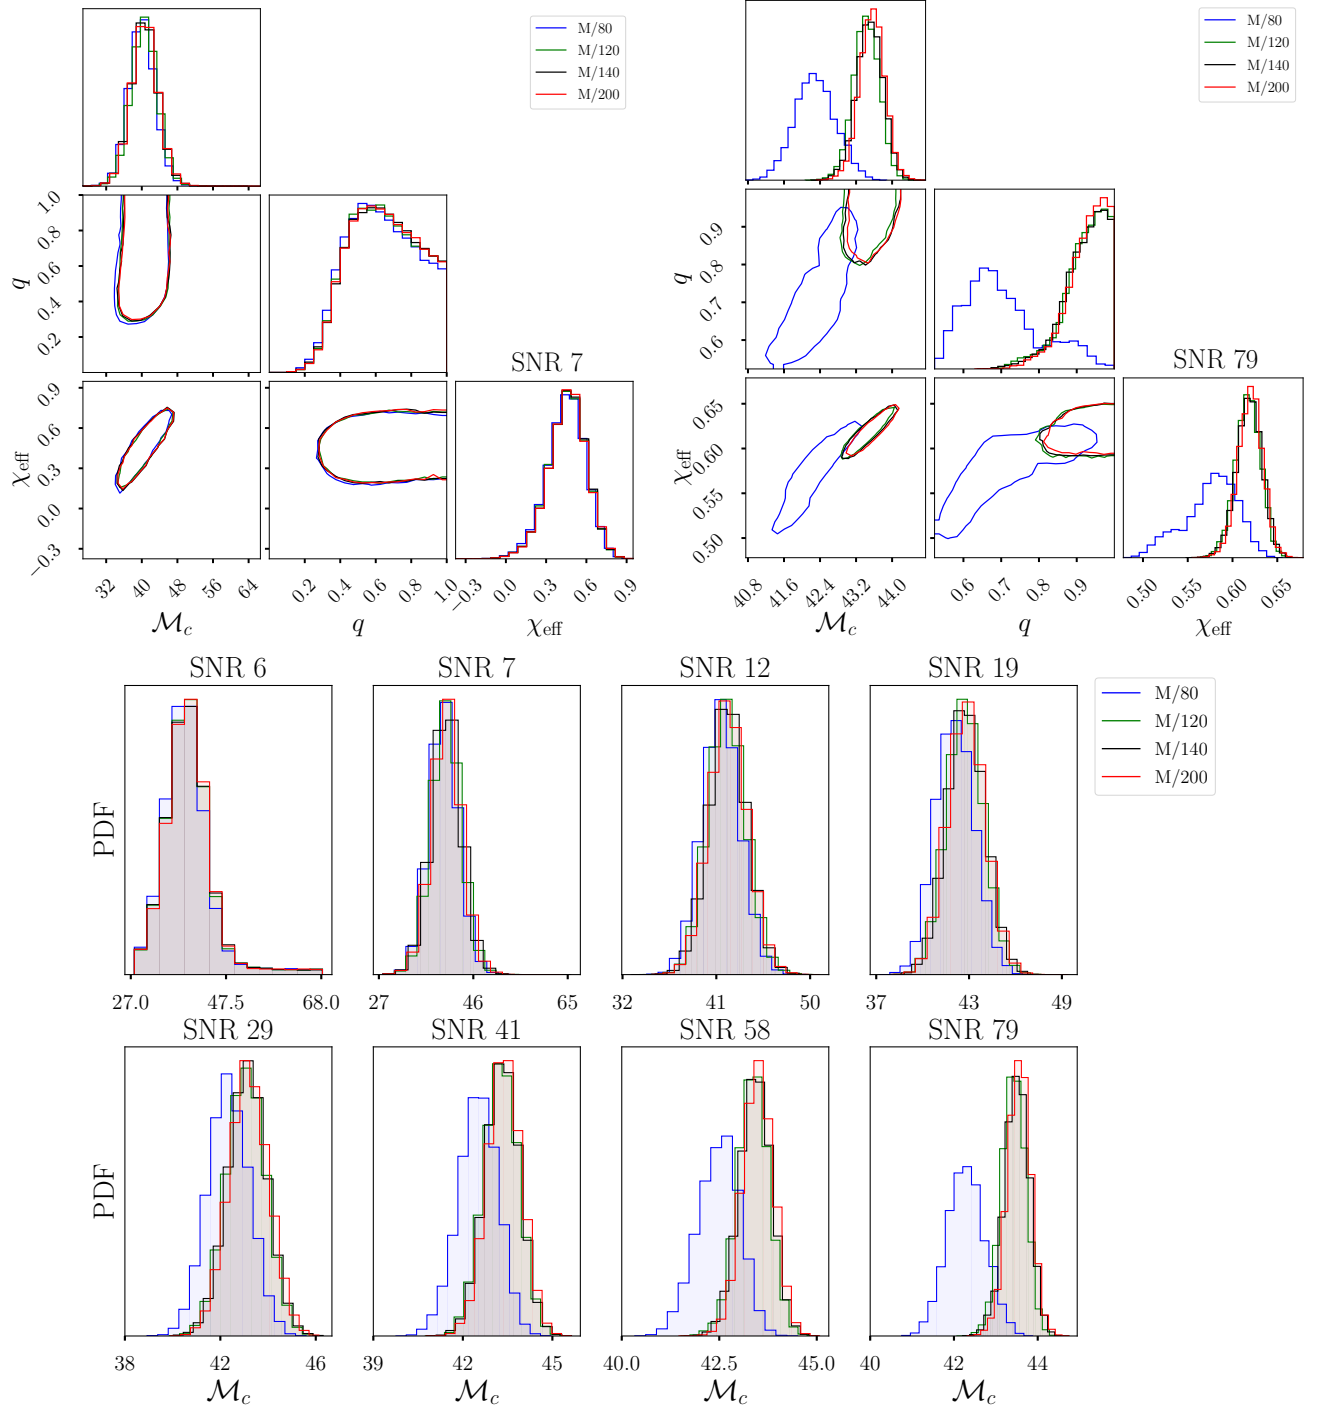 M/80
M/120
M/140
M/200
M/80
M/120
M/140
M/200
1.0
0.8
0.6
0.4
0.2
q
0.9
0.8
0.7
0.6
q
SNR 7
SNR 79
0.9
0.6
0.3
0.0
−0.3
χeff
0.65
0.60
0.55
0.50
χeff
32 40 48 56 64
0.2 0.4 0.6 0.8 1.0
−0.3 0.0 0.3 0.6 0.9
40.8 41.6 42.4 43.2 44.0
0.6 0.7 0.8 0.9
0.50 0.55 0.60 0.65
ℳc q χeff
ℳc q χeff
SNR 6 SNR 7 SNR 12 SNR 19
M/80
M/120
M/140
M/200
PDF
27.0 47.5 68.0 27 46 65 32 41 50 37 43 49
SNR 29 SNR 41 SNR 58 SNR 79
PDF
38 42 46 39 42 45 40.0 42.5 45.0 40 42 44
ℳc ℳc ℳc ℳc